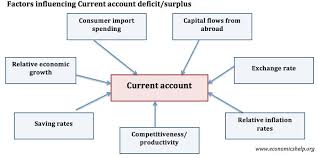 Factors influencing Current account deficit/surplus
Consumer import
spending
Capital flows from
abroad
Relative economic
growth
Exchange rate
Current account
Saving rates
Competitiveness/
productivity
Relative inflation
rates
www.economicshelp.org